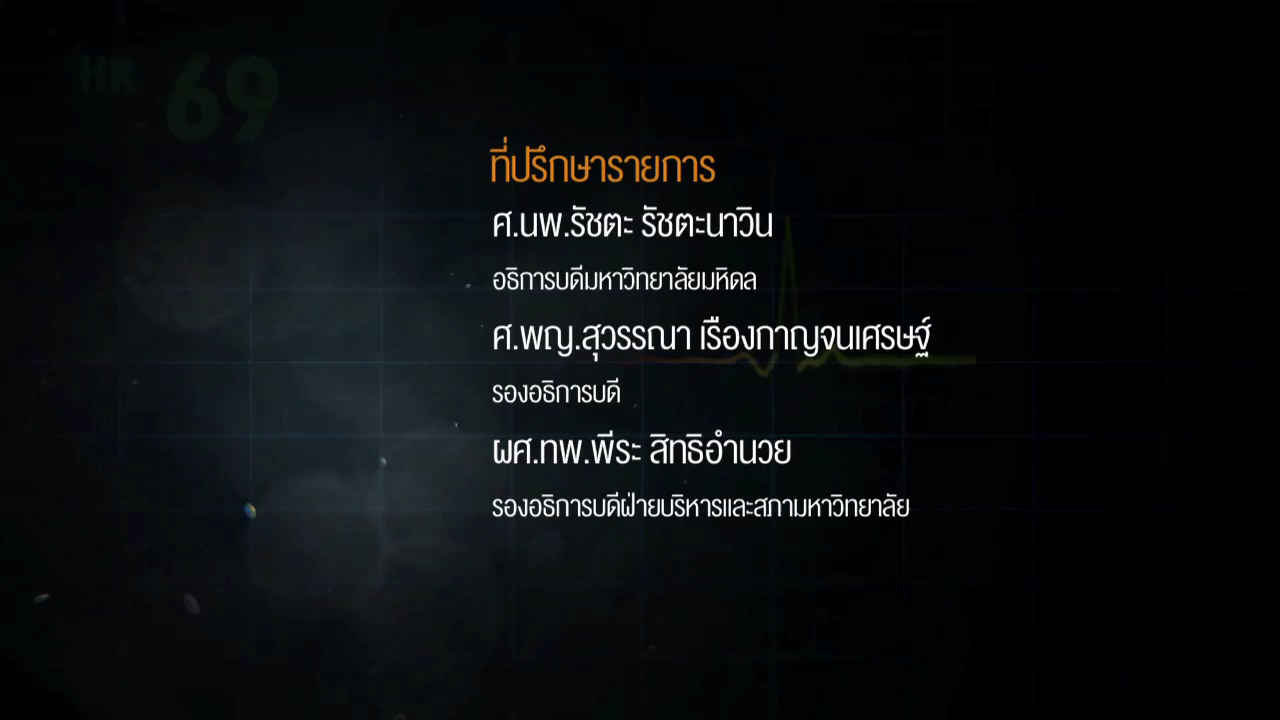 HR 69
ที่ปรึกษารายการ
ศ.นพ.รัชตะ รัชตะนาวิน
อธิการบดีมหาวิทยาลัยมหิดล
ศ.พญ.สุวรรณา เรืองกาญจนเศรษฐ์
รองอธิการบดี
ผศ.ทพ.พีระ สิทธิอำนวย
รองอธิการบดีฝ่ายบริหารและสภามหาวิทยาลัย